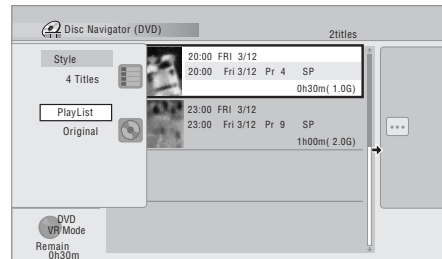 Disc Navigator (DVD)
2titles
Style
4 Titles
PlayList
Original
20:00 FRI 3/12
20:00 Fri 3/12 Pr 4 SP
0h30m( 1.0G)
23:00 FRI 3/12
23:00 Fri 3/12 Pr 9 SP
1h00m( 2.0G)
DVD
VR Mode
Remain
0h30m